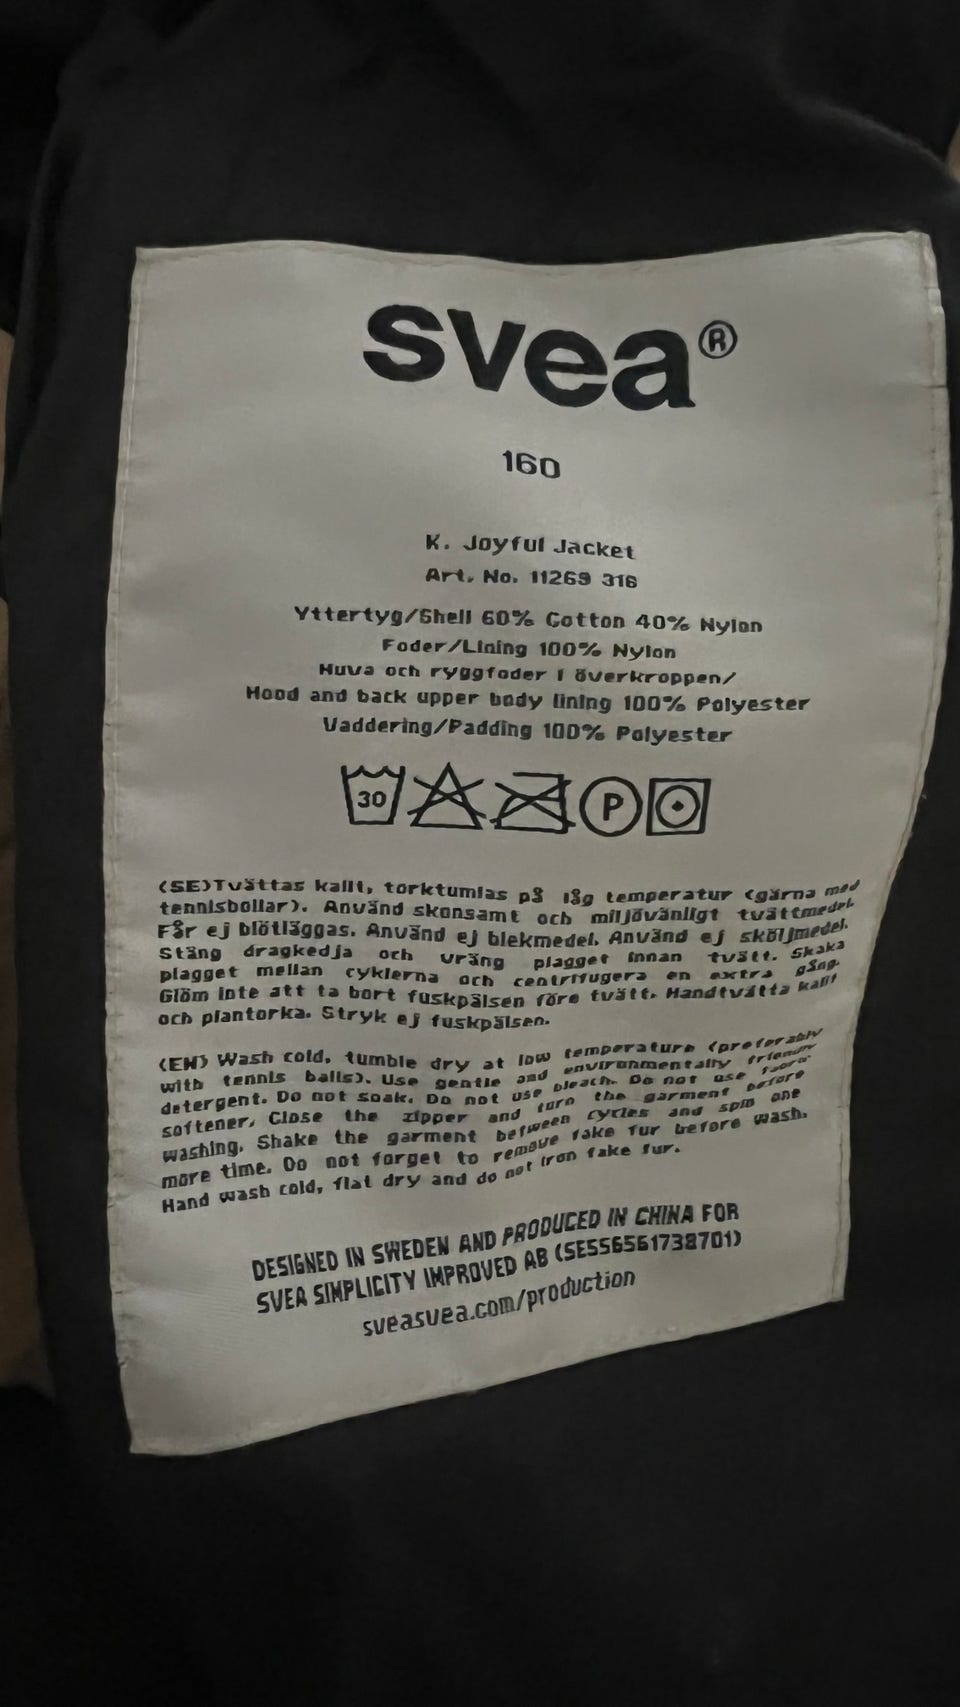 svea®
160
K. Joyful Jacket
Art. No. 11269 316
Yttertyg/Shell 60% Cotton 40% Nylon
Foder/Lining 100% Nylon
Huva och ryggfoder i överkroppen/
Hood and back upper body lining 100% Polyester
Vaddering/Padding 100% Polyester
30 P
(SE)Tvättas kallt, torktumlas på låg temperatur (gärna med
tennisbollar). Använd skonsamt och miljövänligt tvättmedel.
Får ej blötläggas. Använd ej blekmedel. Använd ej sköljmedel.
Stäng dragkedja och vräng plagget innan tvätt. Skaka
plagget mellan cyklerna och centrifugera en extra gång.
Glöm inte att ta bort fuskpälsen före tvätt. Handtvätta kallt
och plantorka. Stryk ej fuskpälsen.
(EN) Wash cold, tumble dry at low temperature (preferably
with tennis balls). Use gentle and environmentally friendly
detergent. Do not soak. Do not use bleach. Do not use fabric
softener. Close the zipper and turn the garment before
washing. Shake the garment between cycles and spin one
more time. Do not forget to remove fake fur before wash.
Hand wash cold, flat dry and do not iron fake fur.
DESIGNED IN SWEDEN AND PRODUCED IN CHINA FOR
SVEA SIMPLICITY IMPROVED AB (SE556561738701)
sveasvea.com/production